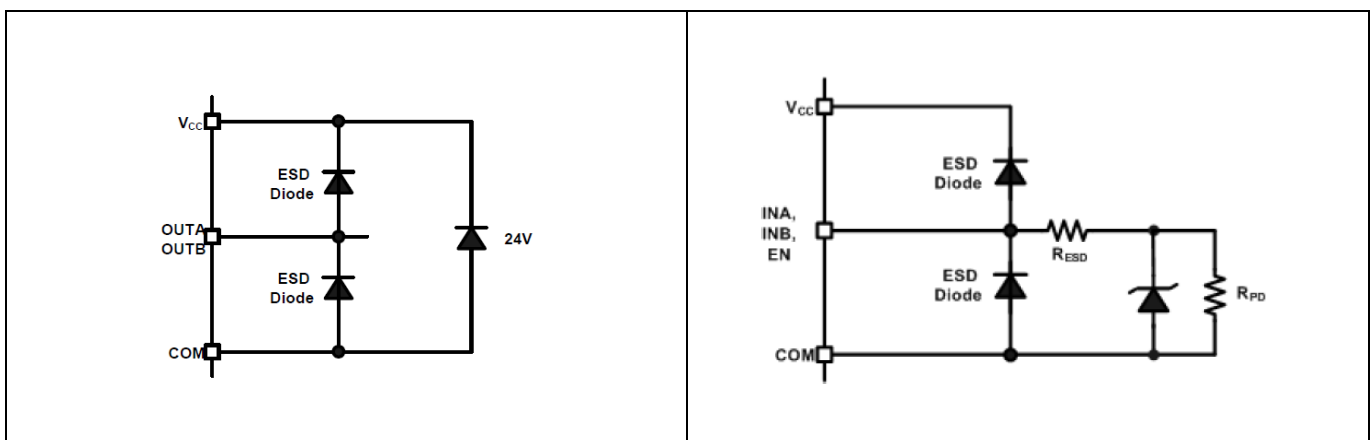 VCC
ESD
Diode
OUTA
OUTB
24V
ESD
Diode
COM
VCC
ESD
Diode
INA,
INB,
EN
RESD
ESD
Diode
RPD
COM